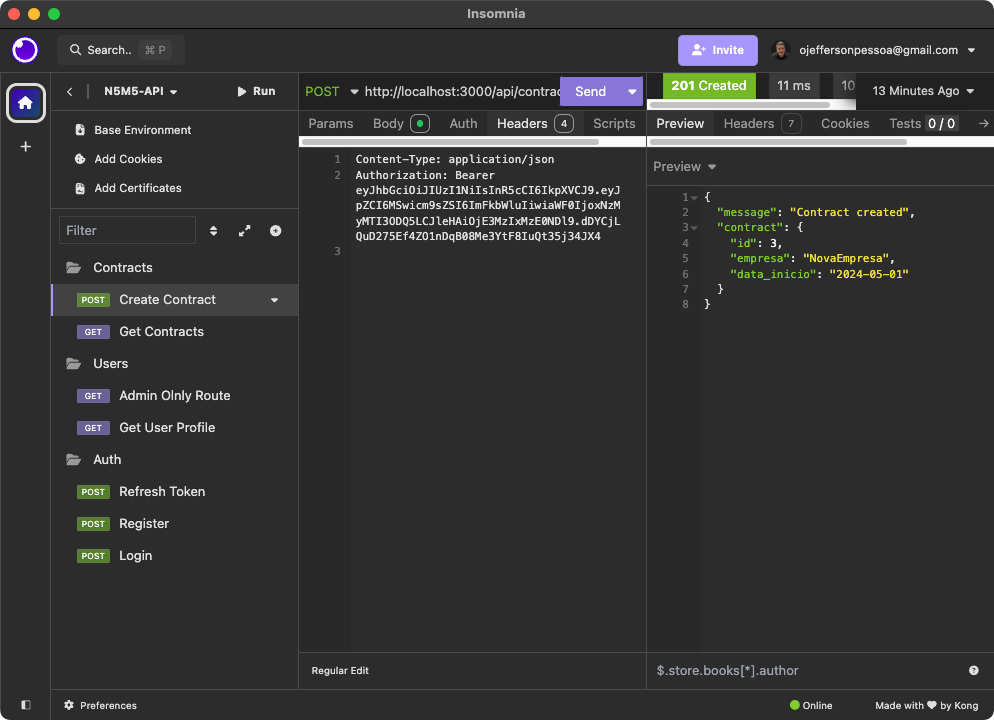 Insomnia
Search.. ⌘ P
Invite
ojeffersonpessoa@gmail.com
N5M5-API
Run
POST http://localhost:3000/api/contrac
Send
201 Created
11 ms
10
13 Minutes Ago
Base Environment
Add Cookies
Add Certificates
Filter
Contracts
POST Create Contract
GET Get Contracts
Users
GET Admin Olnly Route
GET Get User Profile
Auth
POST Refresh Token
POST Register
POST Login
Params Body Auth Headers 4 Scripts
1 Content-Type: application/json
2 Authorization: Bearer
eyJhbGciOiJIUzI1NiIsInR5cCI6IkpXVCJ9.eyJ
pZCI6MSwicm9sZSI6ImFkbWluIiwiaWF0IjoxNzM
yMTI3ODQ5LCJleHAiOjE3MzIxMzE0NDl9.dDYCjL
QuD275Ef4ZO1nDqB08Me3YtF8IuQt35j34JX4
3
Regular Edit
Preview Headers 7 Cookies Tests 0 / 0
Preview
1 {
2 "message": "Contract created",
3 "contract": {
4 "id": 3,
5 "empresa": "NovaEmpresa",
6 "data_inicio": "2024-05-01"
7 }
8 }
$.store.books[*].author
Preferences
Online
Made with ♥ by Kong